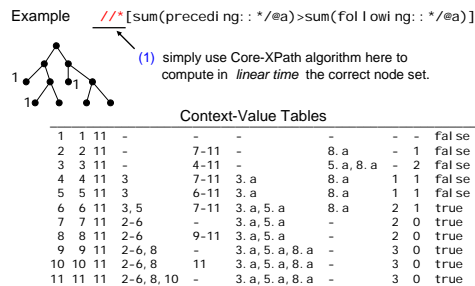 Example //*[sum(preceding::*/@a)>sum(following::*/@a)]
(1) simply use Core-XPath algorithm here to
compute in linear time the correct node set.
1
1
1
Context-Value Tables
1 1 11 - - - - - - false
2 2 11 - 7-11 - 8.a - 1 false
3 3 11 - 4-11 - 5.a,8.a - 2 false
4 4 11 3 7-11 3.a 8.a 1 1 false
5 5 11 3 6-11 3.a 8.a 1 1 false
6 6 11 3,5 7-11 3.a,5.a 8.a 2 1 true
7 7 11 2-6 - 3.a,5.a - 2 0 true
8 8 11 2-6 9-11 3.a,5.a - 2 0 true
9 9 11 2-6,8 - 3.a,5.a,8.a - 3 0 true
10 10 11 2-6,8 11 3.a,5.a,8.a - 3 0 true
11 11 11 2-6,8,10 - 3.a,5.a,8.a - 3 0 true